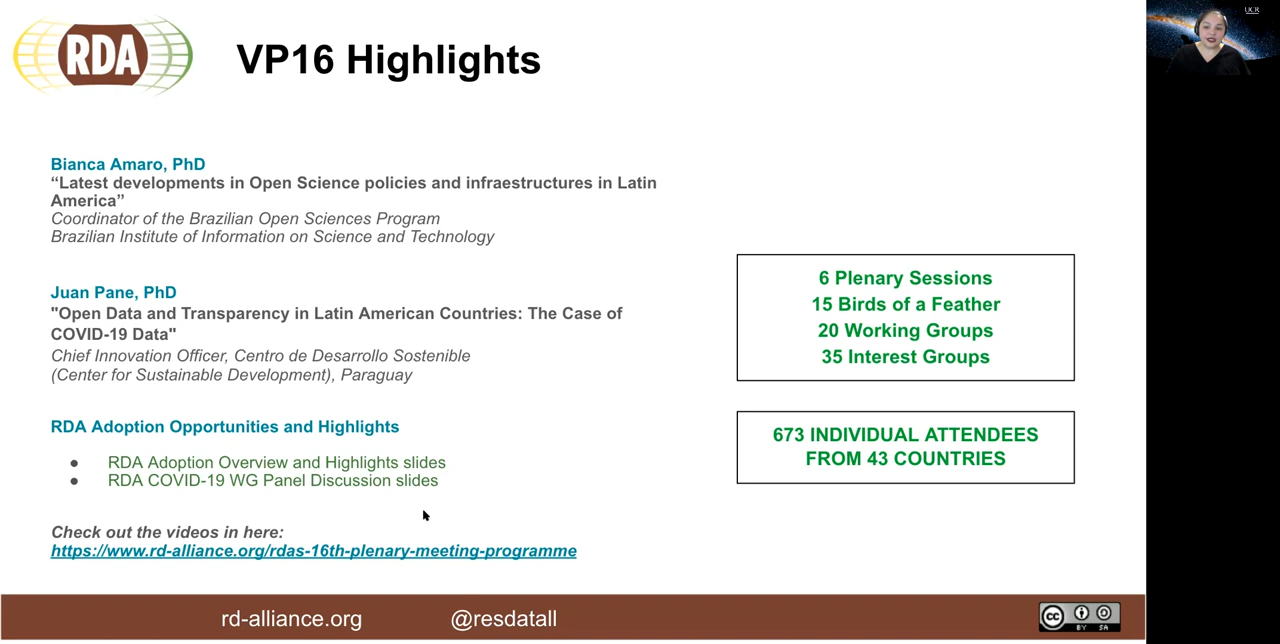 RDA
VP16 Highlights
UCR
Bianca Amaro, PhD
“Latest developments in Open Science policies and infraestructures in Latin
America”
Coordinator of the Brazilian Open Sciences Program
Brazilian Institute of Information on Science and Technology
Juan Pane, PhD
"Open Data and Transparency in Latin American Countries: The Case of
COVID-19 Data"
Chief Innovation Officer, Centro de Desarrollo Sostenible
(Center for Sustainable Development), Paraguay
RDA Adoption Opportunities and Highlights
● RDA Adoption Overview and Highlights slides
● RDA COVID-19 WG Panel Discussion slides
Check out the videos in here:
https://www.rd-alliance.org/rdas-16th-plenary-meeting-programme
6 Plenary Sessions
15 Birds of a Feather
20 Working Groups
35 Interest Groups
673 INDIVIDUAL ATTENDEES
FROM 43 COUNTRIES
rd-alliance.org @resdatall
cc BY SA